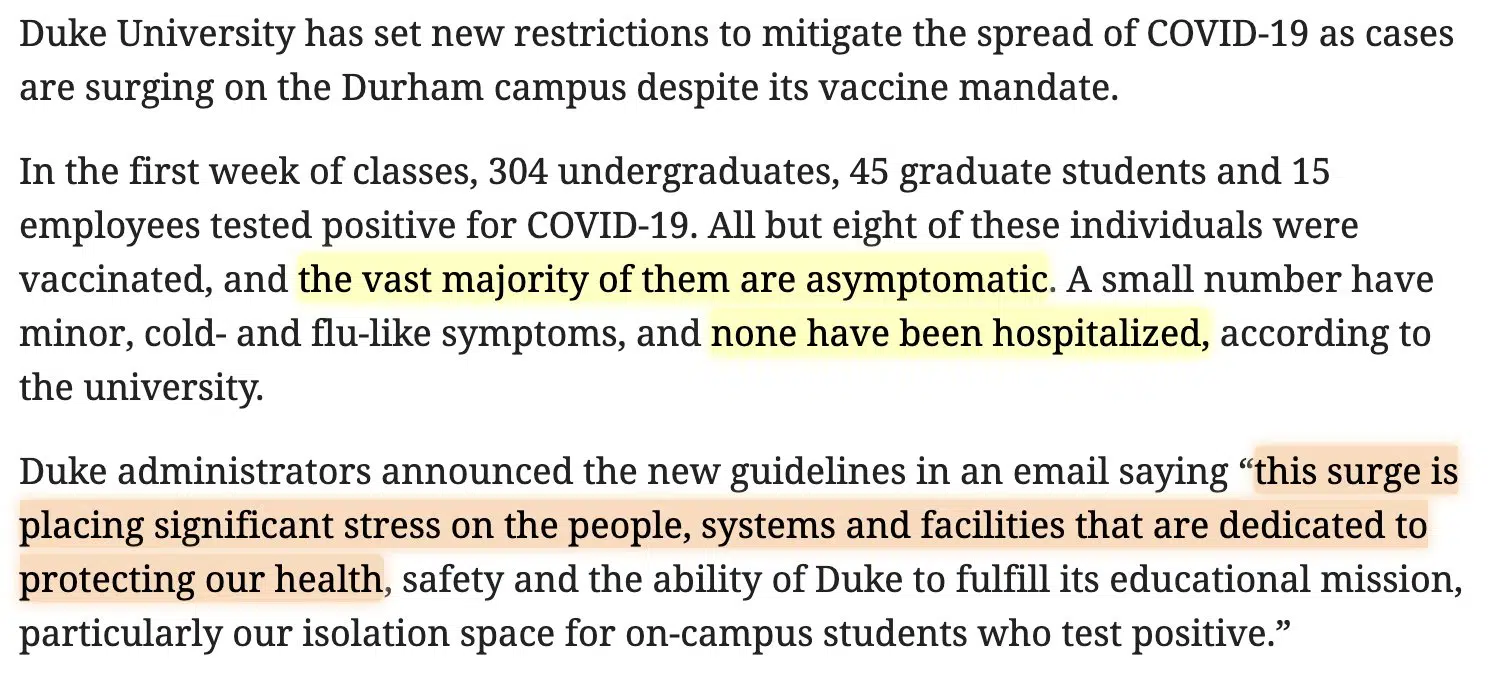 Duke University has set new restrictions to mitigate the spread of COVID-19 as cases
are surging on the Durham campus despite its vaccine mandate.
In the first week of classes, 304 undergraduates, 45 graduate students and 15
employees tested positive for COVID-19. All but eight of these individuals were
vaccinated, and the vast majority of them are asymptomatic. A small number have
minor, cold- and flu-like symptoms, and none have been hospitalized, according to
the university.
Duke administrators announced the new guidelines in an email saying “this surge is
placing significant stress on the people, systems and facilities that are dedicated to
protecting our health, safety and the ability of Duke to fulfill its educational mission,
particularly our isolation space for on-campus students who test positive.”